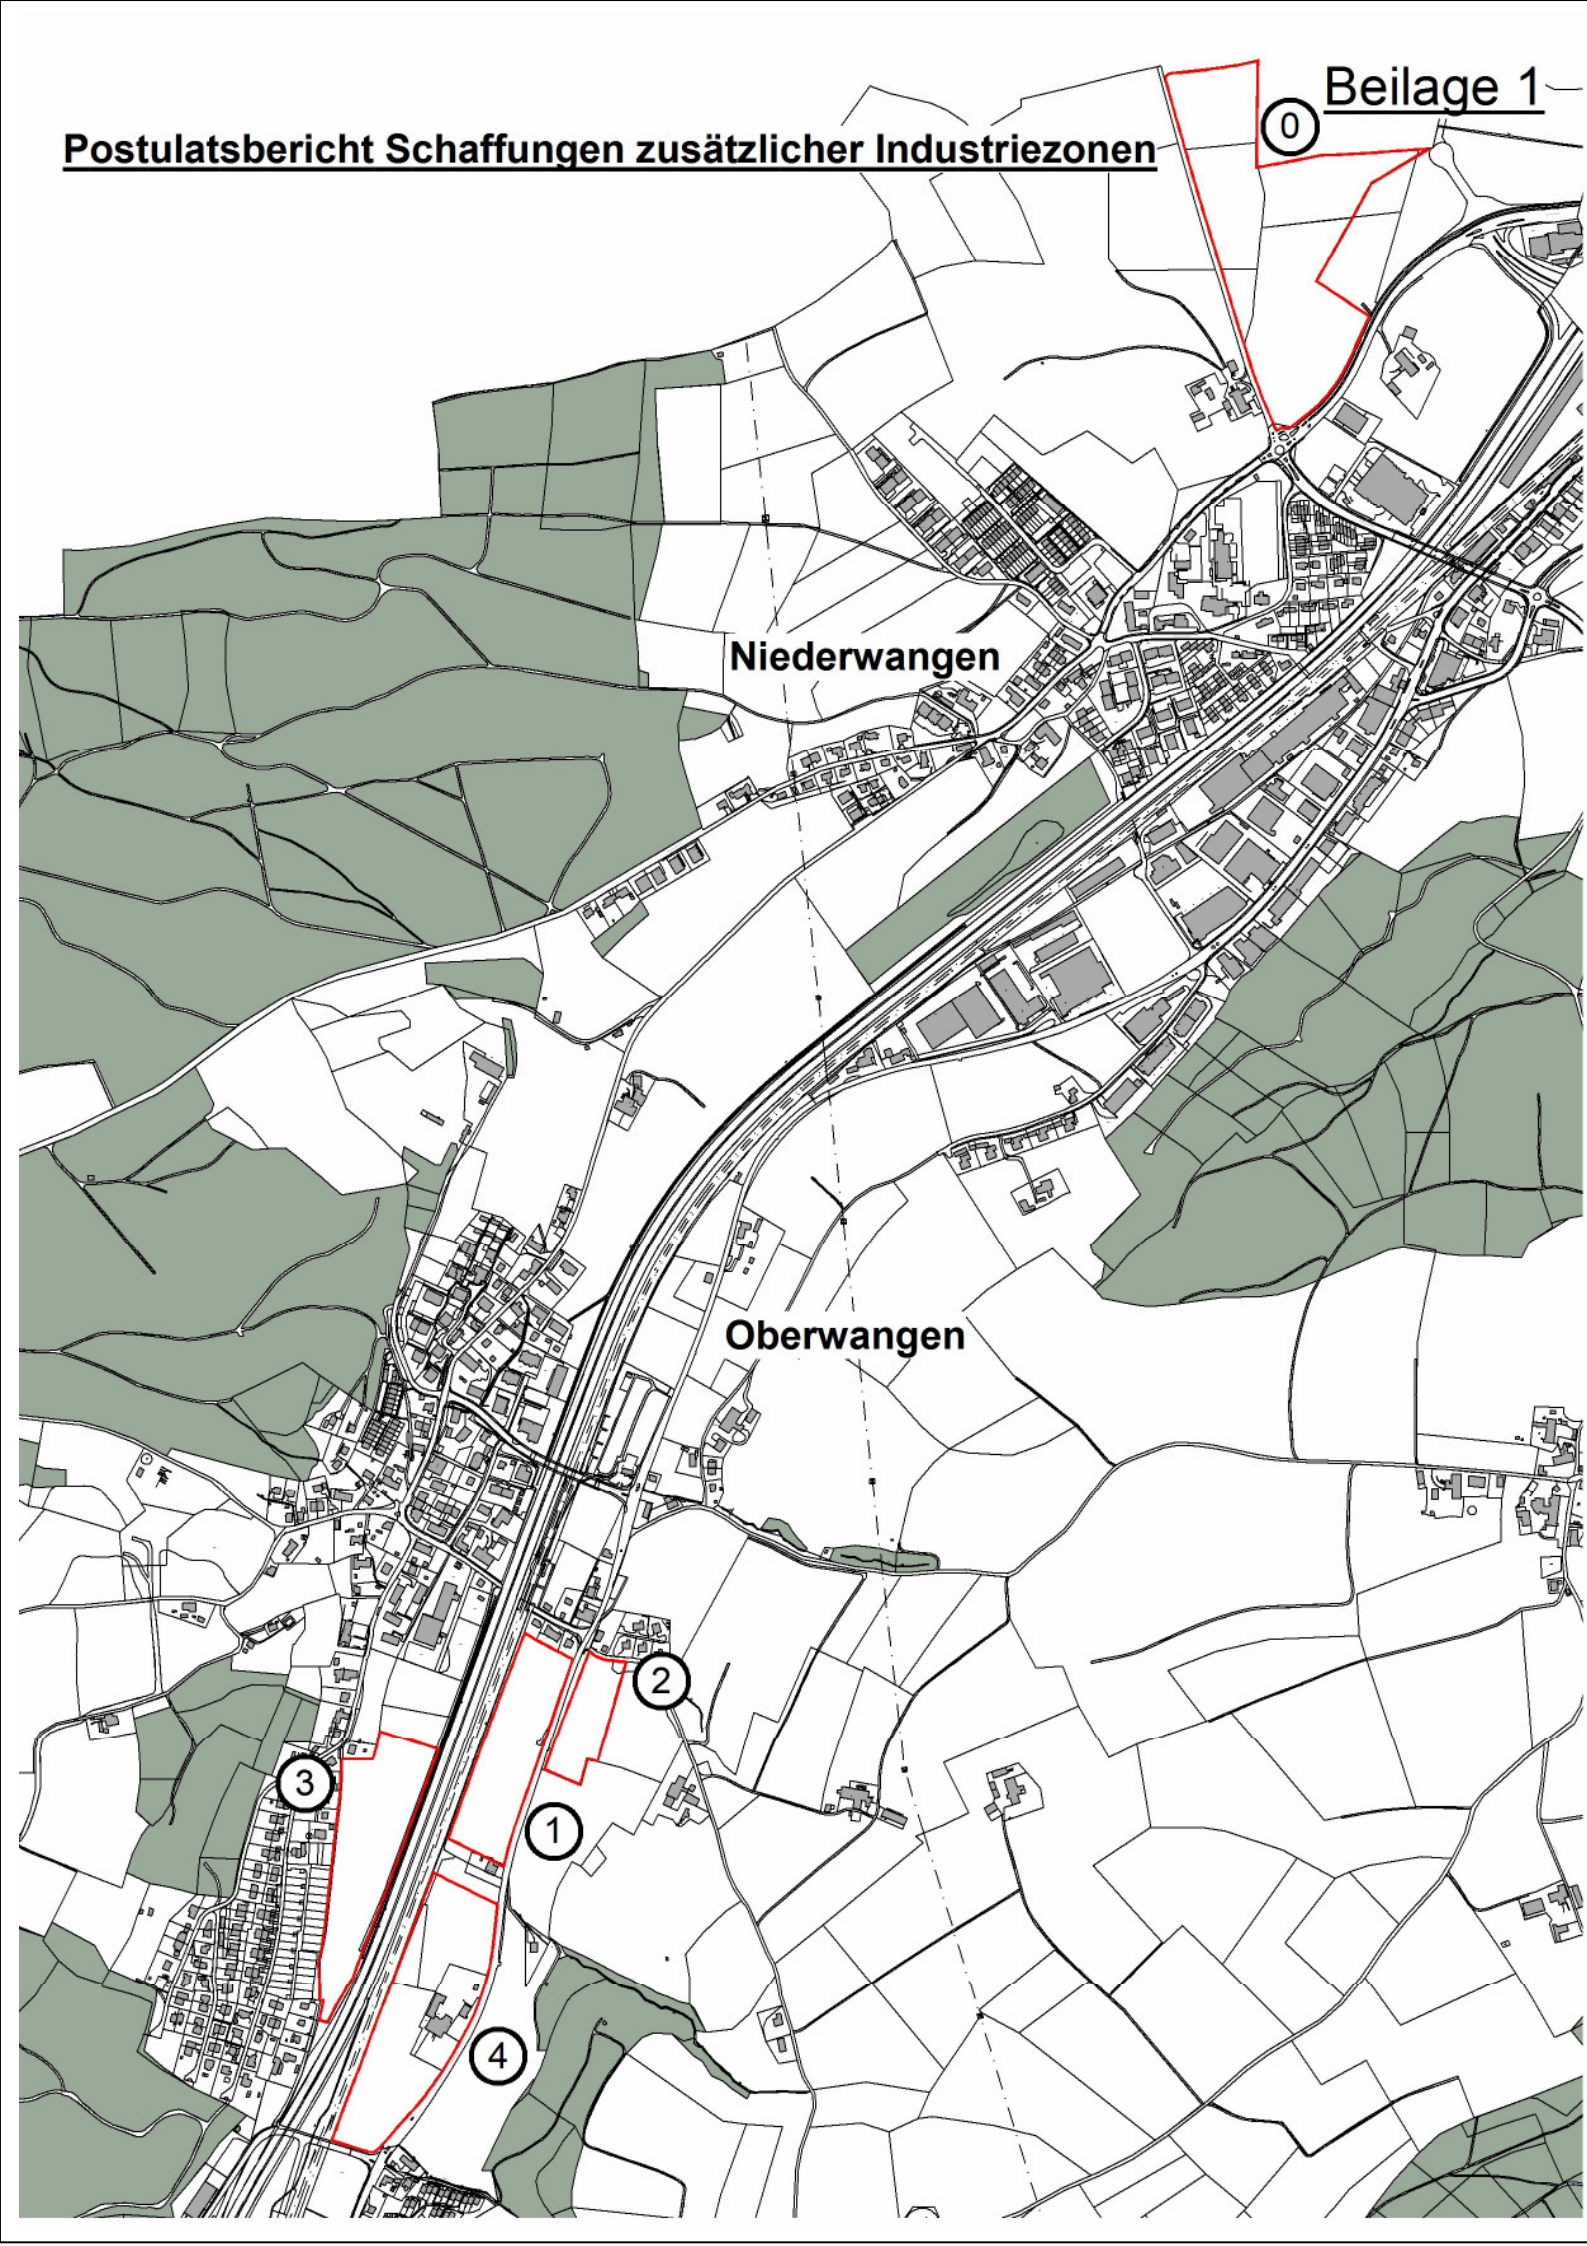 Beilage 1
Postulatsbericht Schaffungen zusätzlicher Industriezonen
0
Niederwangen
Oberwangen
2
3
1
4